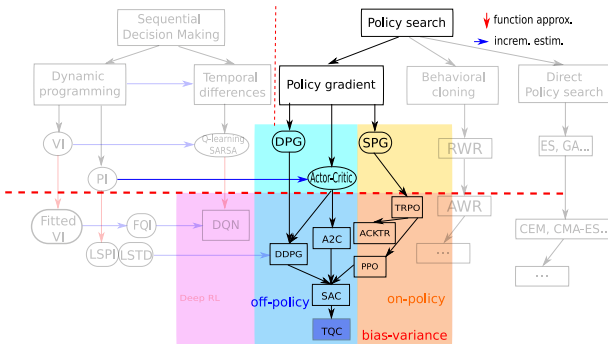 Sequential
Decision Making
Policy search
function approx.
increm. estim.
Dynamic
programming
Temporal
differences
Policy gradient
Behavioral
cloning
Direct
Policy search
VI
Q-learning
SARSA
DPG
SPG
RWR
ES, GA...
PI
Actor-Critic
Fitted
VI
FQI
DQN
TRPO
AWR
A2C
ACKTR
CEM, CMA-ES...
LSPI
LSTD
DDPG
PPO
...
...
Deep RL:
off-policy
SAC
on-policy
TQC
bias-variance